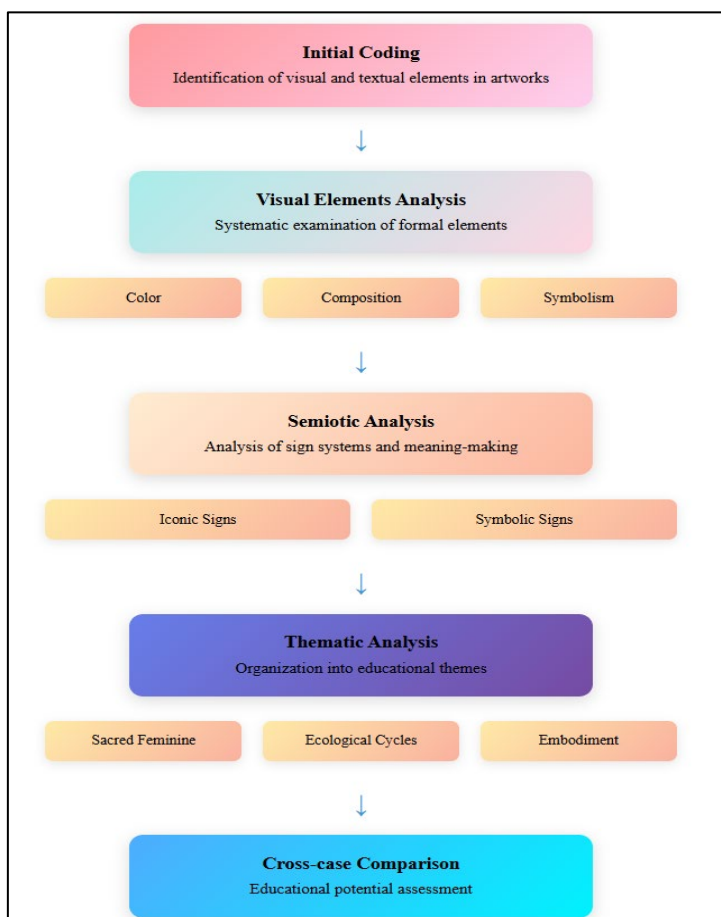 Initial Coding
Identification of visual and textual elements in artworks
↓
Visual Elements Analysis
Systematic examination of formal elements
Color
Composition
Symbolism
↓
Semiotic Analysis
Analysis of sign systems and meaning-making
Iconic Signs
Symbolic Signs
↓
Thematic Analysis
Organization into educational themes
Sacred Feminine
Ecological Cycles
Embodiment
↓
Cross-case Comparison
Educational potential assessment